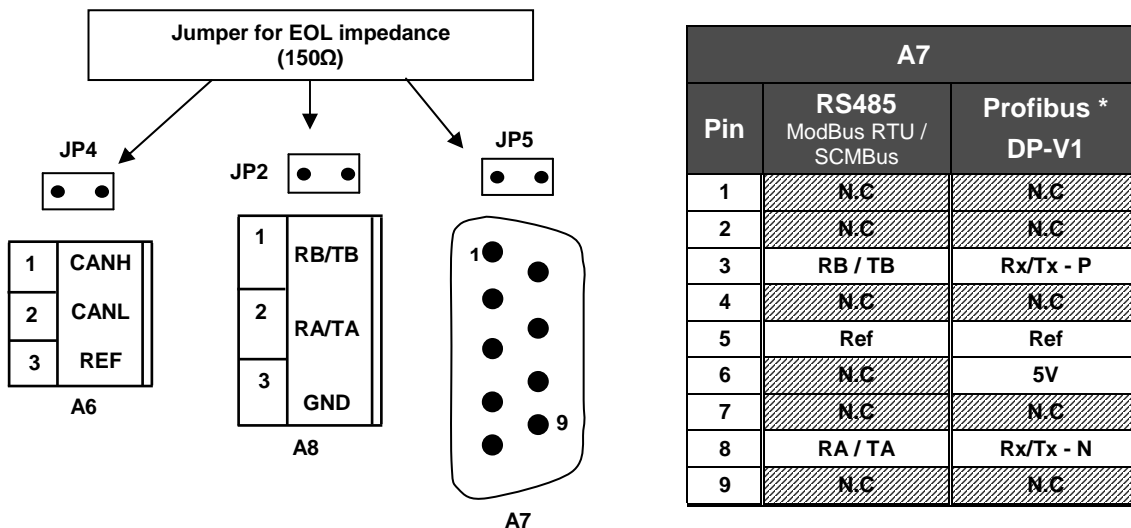 Jumper for EOL impedance
(150Ω)
JP4
JP2
JP5
1 CANH
2 CANL
3 REF
A6
1 RB/TB
2 RA/TA
3 GND
A8
1
9
A7
A7
Pin
RS485
ModBus RTU /
SCMBus
Profibus *
DP-V1
1 N.C N.C
2 N.C N.C
3 RB / TB Rx/Tx - P
4 N.C N.C
5 Ref Ref
6 N.C 5V
7 N.C N.C
8 RA / TA Rx/Tx - N
9 N.C N.C